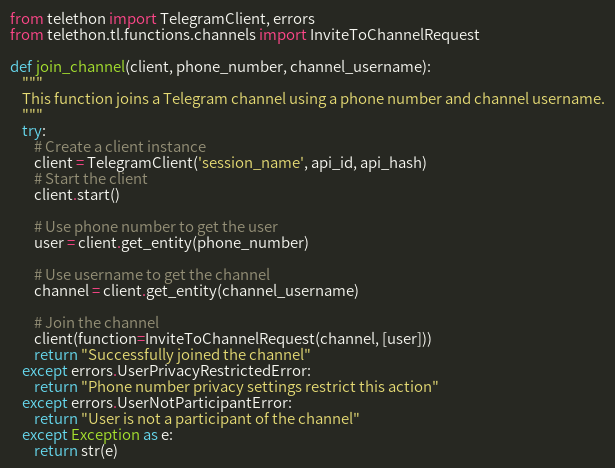 from telethon import TelegramClient, errors
from telethon.tl.functions.channels import InviteToChannelRequest

def join_channel(client, phone_number, channel_username):
    """
    This function joins a Telegram channel using a phone number and channel username.
    """
    try:
        # Create a client instance
        client = TelegramClient('session_name', api_id, api_hash)
        # Start the client
        client.start()

        # Use phone number to get the user
        user = client.get_entity(phone_number)

        # Use username to get the channel
        channel = client.get_entity(channel_username)

        # Join the channel
        client(function=InviteToChannelRequest(channel, [user]))
        return "Successfully joined the channel"
    except errors.UserPrivacyRestrictedError:
        return "Phone number privacy settings restrict this action"
    except errors.UserNotParticipantError:
        return "User is not a participant of the channel"
    except Exception as e:
        return str(e)